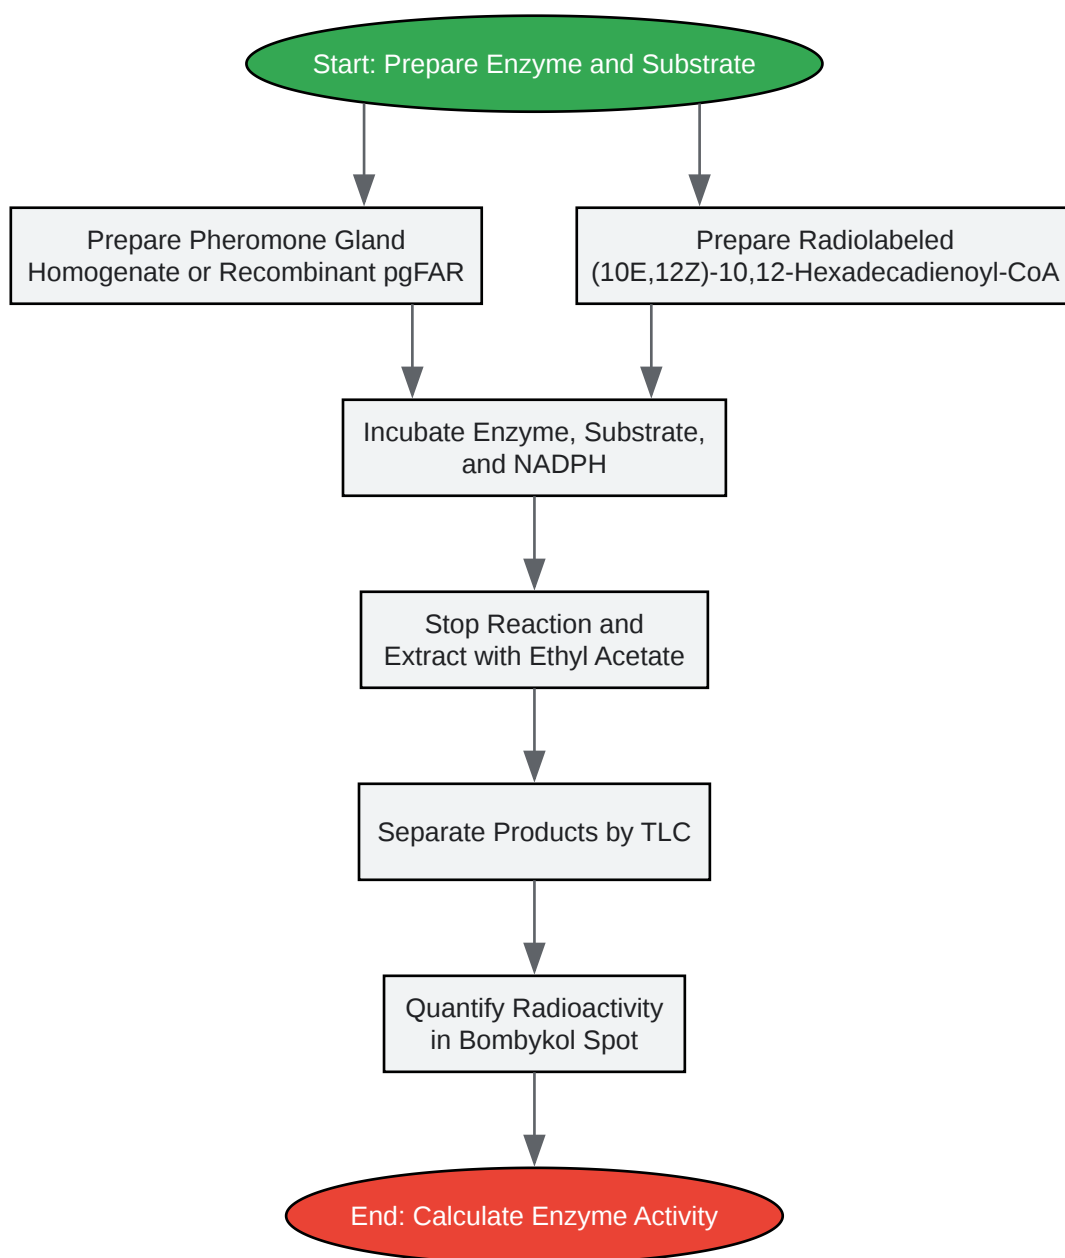 Start: Prepare Enzyme and Substrate
Prepare Pheromone Gland
Homogenate or Recombinant pgFAR
Prepare Radiolabeled
(10E,12Z)-10,12-Hexadecadienoyl-CoA
Incubate Enzyme, Substrate,
and NADPH
Stop Reaction and
Extract with Ethyl Acetate
Separate Products by TLC
Quantify Radioactivity
in Bombykol Spot
End: Calculate Enzyme Activity